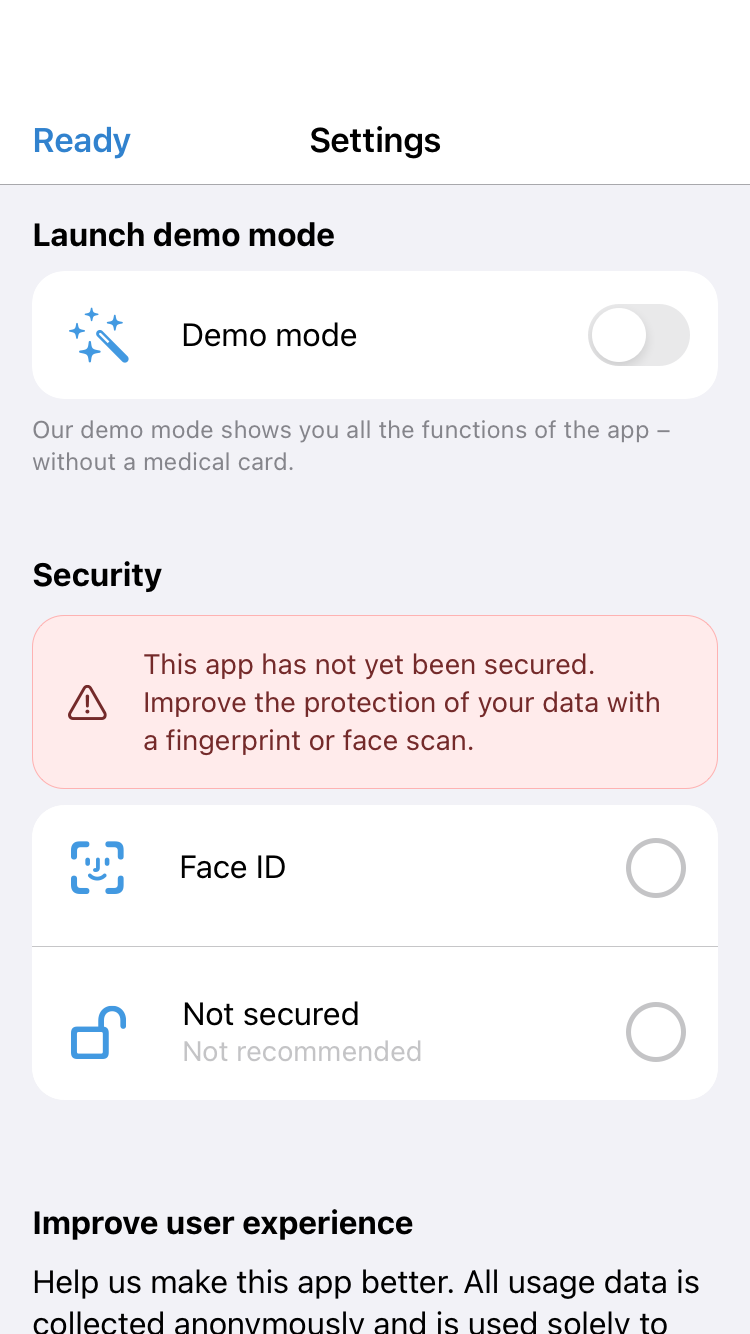 Ready
Settings
Launch demo mode
Demo mode
Our demo mode shows you all the functions of the app –
without a medical card.
Security
This app has not yet been secured.
Improve the protection of your data with
a fingerprint or face scan.
Face ID
Not secured
Not recommended
Improve user experience
Help us make this app better. All usage data is
collected anonymously and is used solely to